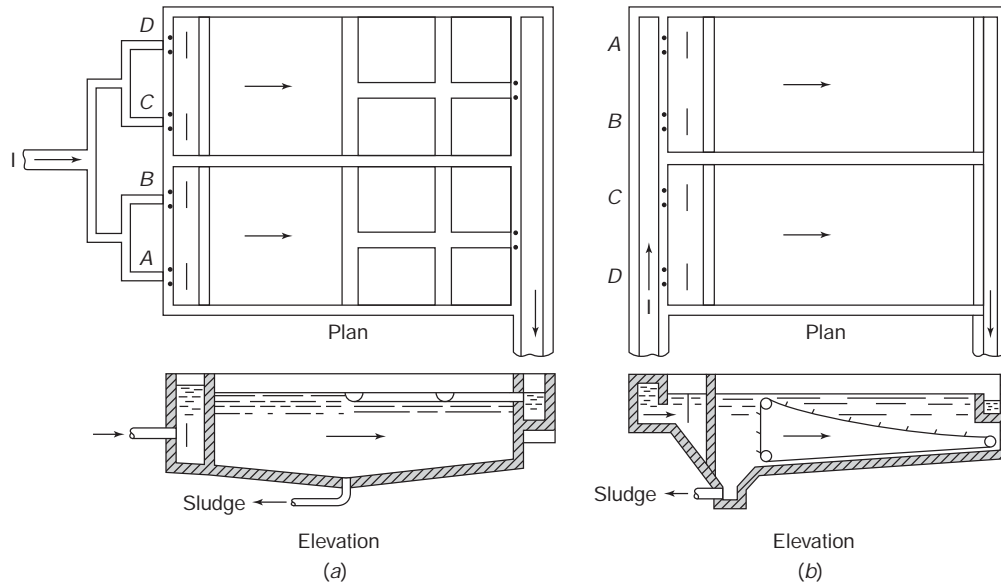 D
C
I
B
A
Plan
Sludge
Elevation
(a)
A
B
C
D
I
Plan
Sludge
Elevation
(b)